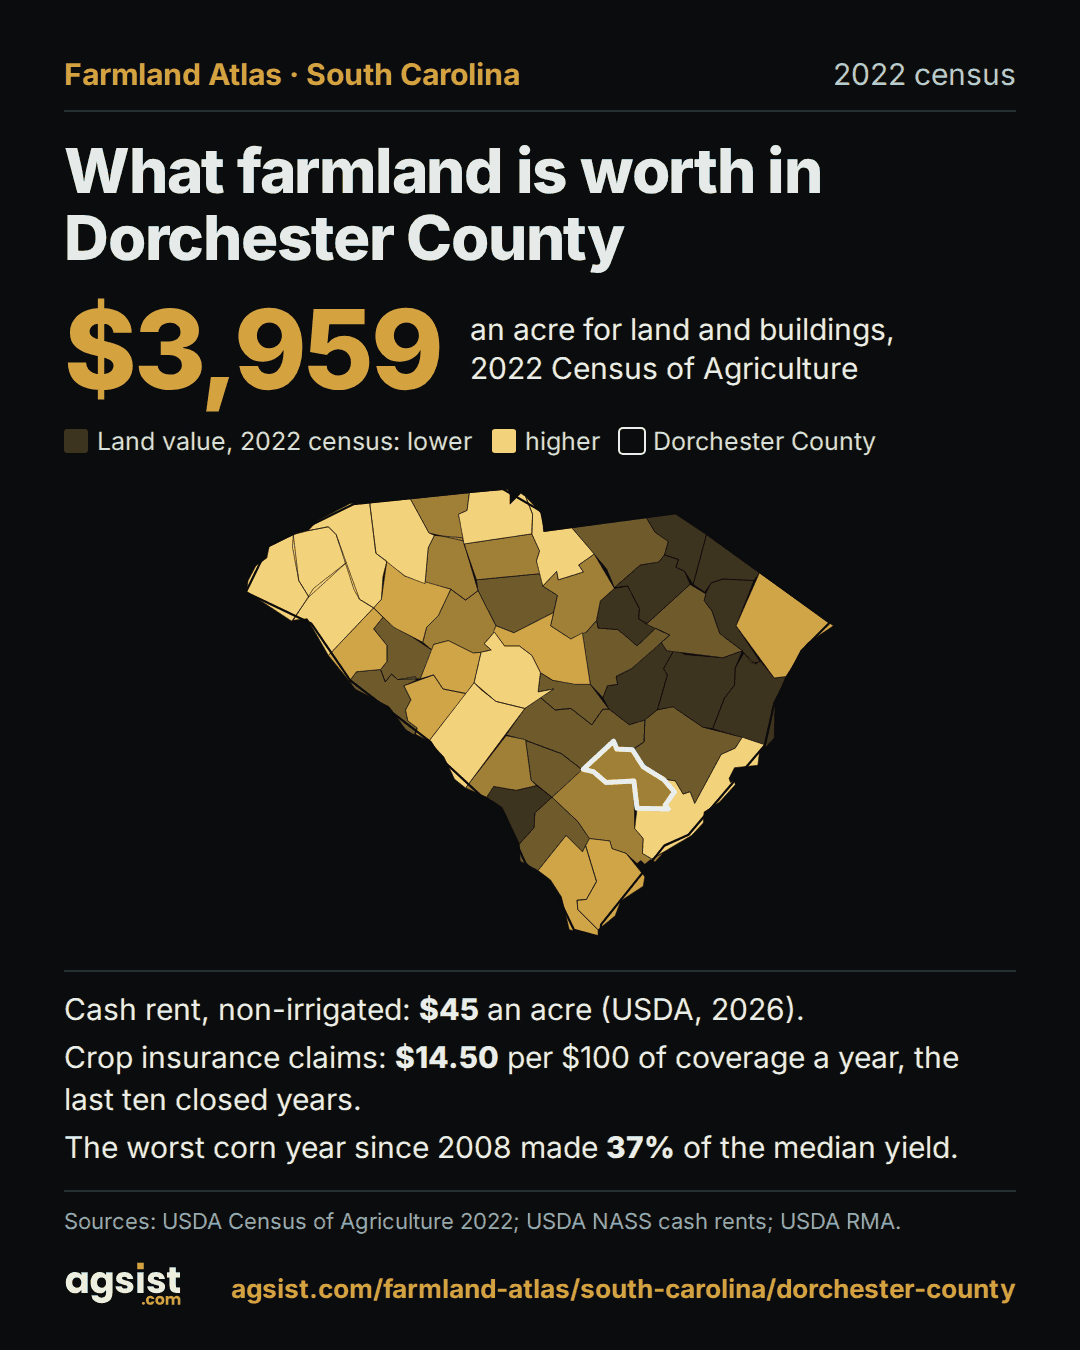 Farmland Atlas · South Carolina
2022 census
What farmland is worth in
Dorchester County
$3,959
an acre for land and buildings,
2022 Census of Agriculture
Land value, 2022 census: lower
higher
Dorchester County
Cash rent, non-irrigated: $45 an acre (USDA, 2026).
Crop insurance claims: $14.50 per $100 of coverage a year, the
last ten closed years.
The worst corn year since 2008 made 37% of the median yield.
Sources: USDA Census of Agriculture 2022; USDA NASS cash rents; USDA RMA.
agsist
.com
agsist.com/farmland-atlas/south-carolina/dorchester-county